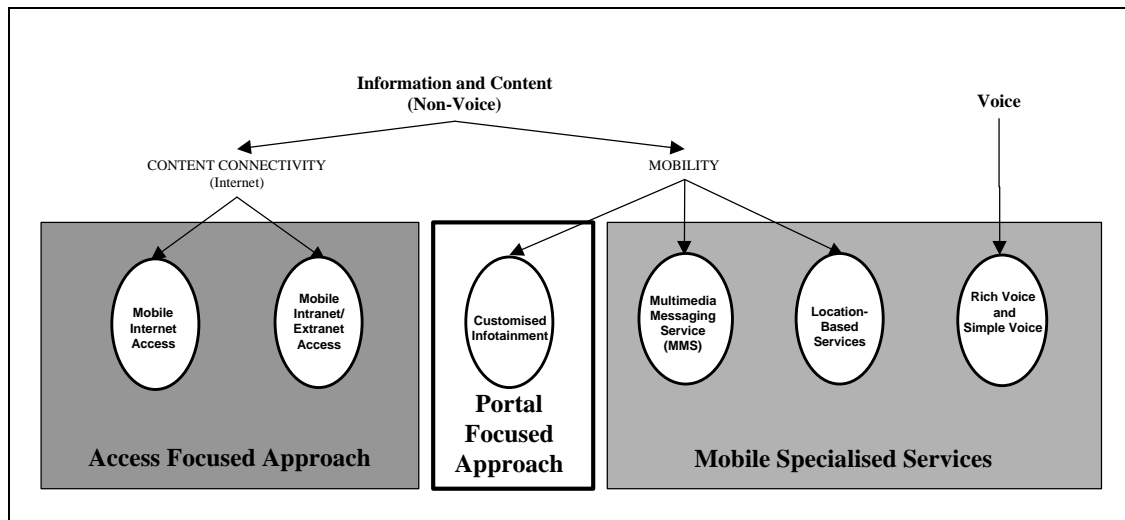 Information and Content
(Non-Voice)
Voice
CONTENT CONNECTIVITY
(Internet)
MOBILITY
Mobile
Internet
Access
Mobile
Intranet/
Extranet
Access
Customised
Infotainment
Multimedia
Messaging
Service
(MMS)
Location-
Based
Services
Rich Voice
and
Simple Voice
Access Focused Approach
Portal
Focused
Approach
Mobile Specialised Services